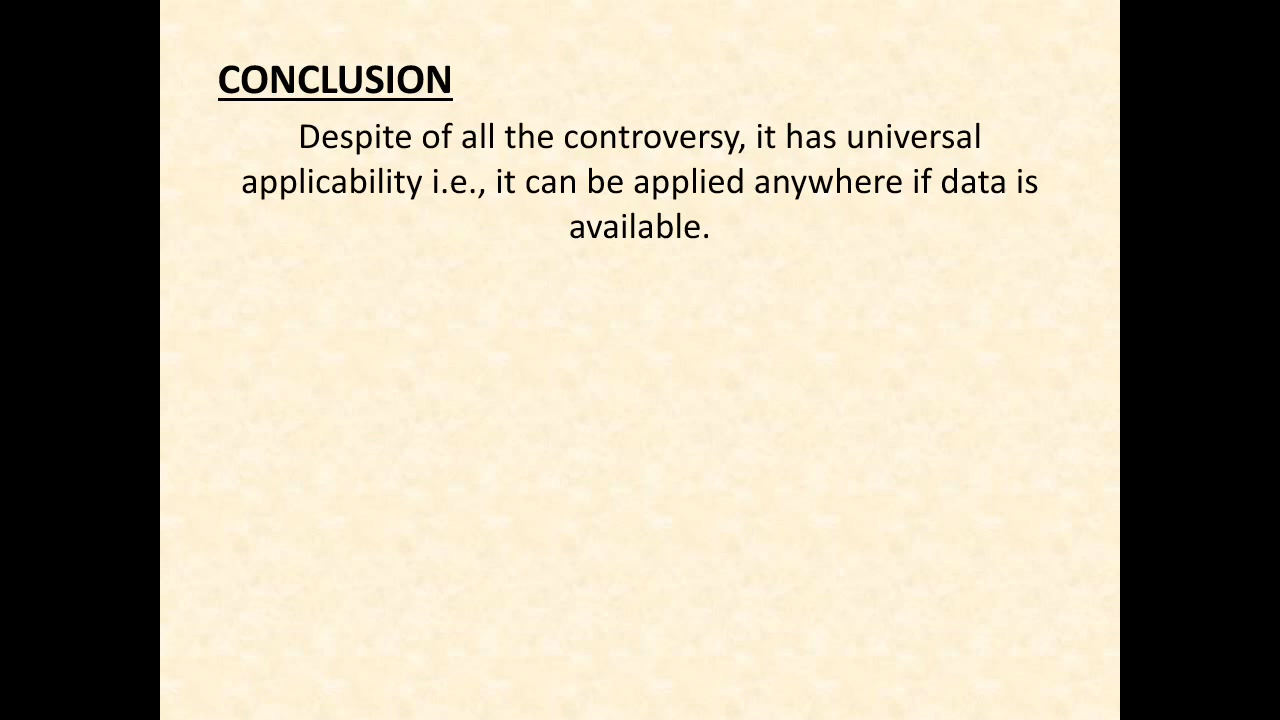 CONCLUSION
Despite of all the controversy, it has universal
applicability i.e., it can be applied anywhere if data is
available.